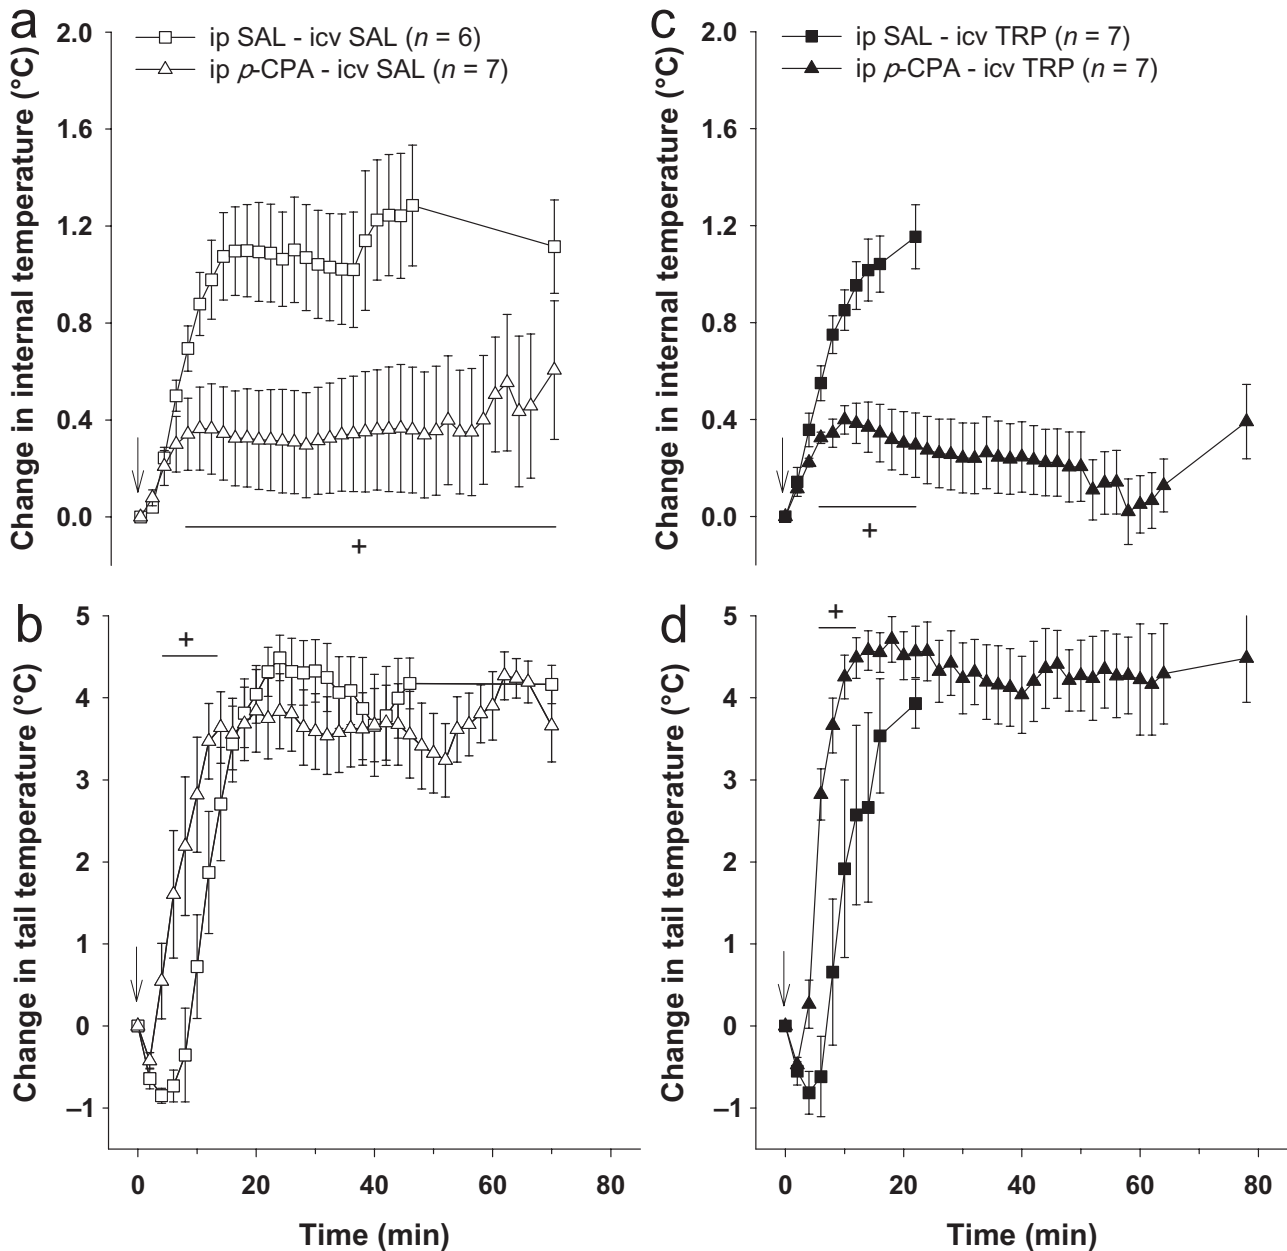 a
ip SAL - icv SAL (n = 6)
ip p-CPA - icv SAL (n = 7)
2.0
1.6
1.2
0.8
0.4
0.0
Change in internal temperature (°C)
+
c
ip SAL - icv TRP (n = 7)
ip p-CPA - icv TRP (n = 7)
2.0
1.6
1.2
0.8
0.4
0.0
Change in internal temperature (°C)
+
b
+
5
4
3
2
1
0
–1
Change in tail temperature (°C)
0 20 40 60 80
Time (min)
d
+
5
4
3
2
1
0
–1
Change in tail temperature (°C)
0 20 40 60 80
Time (min)